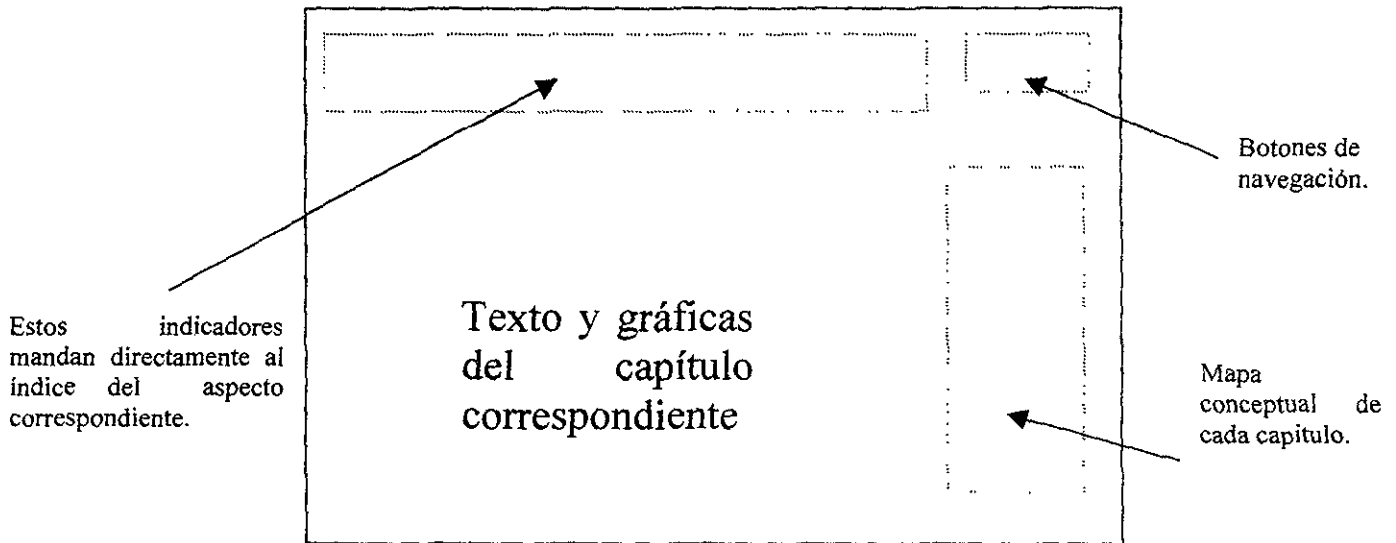 Botones de
navegación.
Estos indicadores
mandan directamente al
índice del aspecto
correspondiente.
Texto y gráficas
del capítulo
correspondiente
Mapa
conceptual de
cada capitulo.